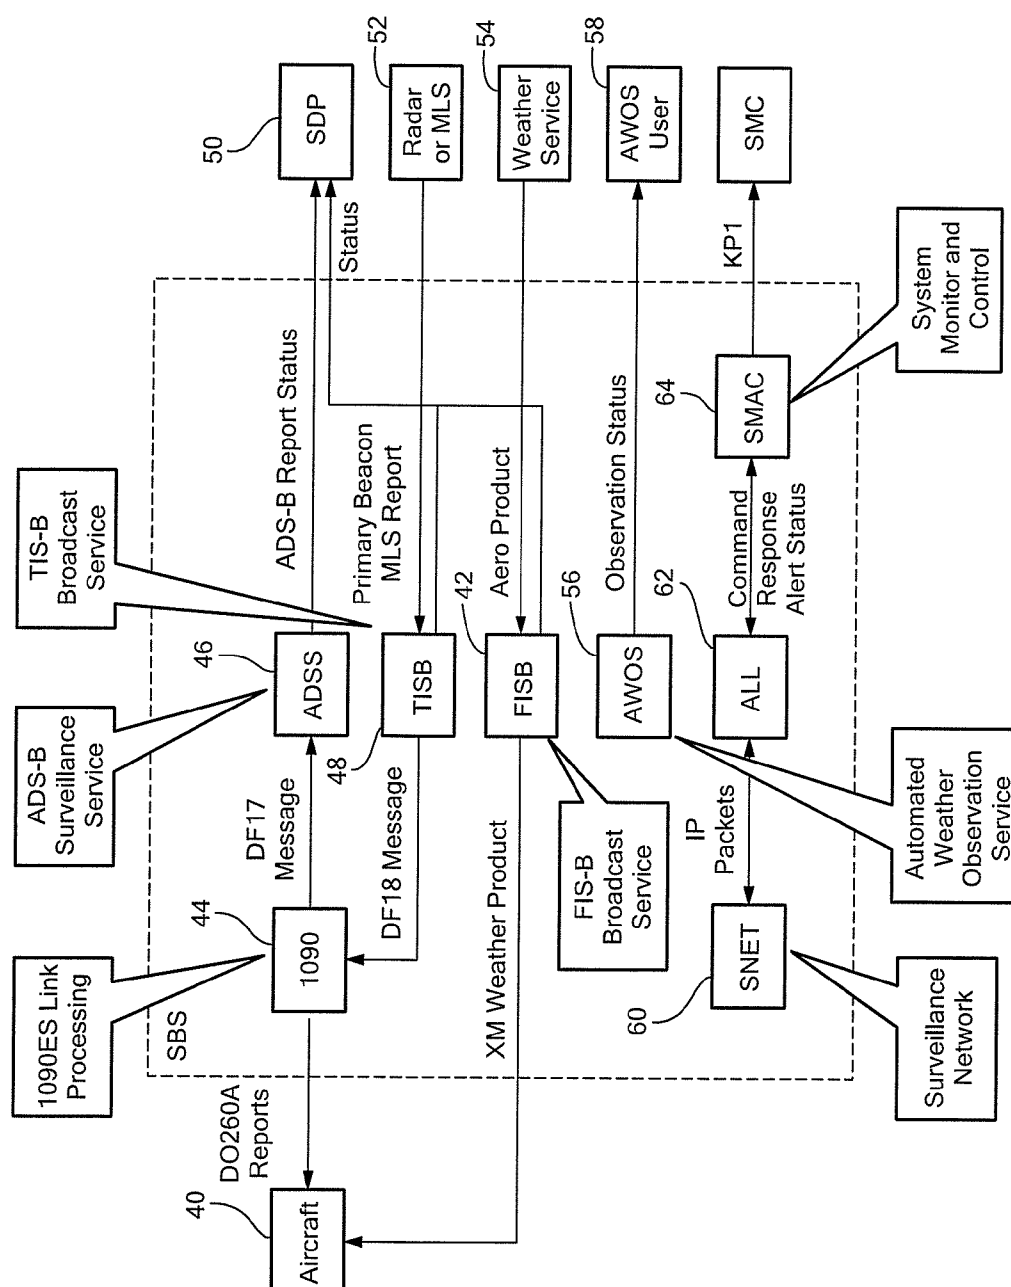 1090ES Link
Processing
ADS-B
Surveillance
Service
TIS-B
Broadcast
Service
SBS
40
Aircraft
DO260A
Reports
44
1090
DF17
Message
46
ADSS
ADS-B Report Status
50
SDP
Status
DF18 Message
48
TISB
Primary Beacon
MLS Report
52
Radar
or MLS
XM Weather Product
42
FISB
Aero Product
54
Weather
Service
FIS-B
Broadcast
Service
56
AWOS
Observation Status
58
AWOS
User
60
SNET
IP
Packets
62
ALL
Command
Response
Alert Status
64
SMAC
KP1
SMC
Surveillance
Network
Automated
Weather
Observation
Service
System
Monitor and
Control